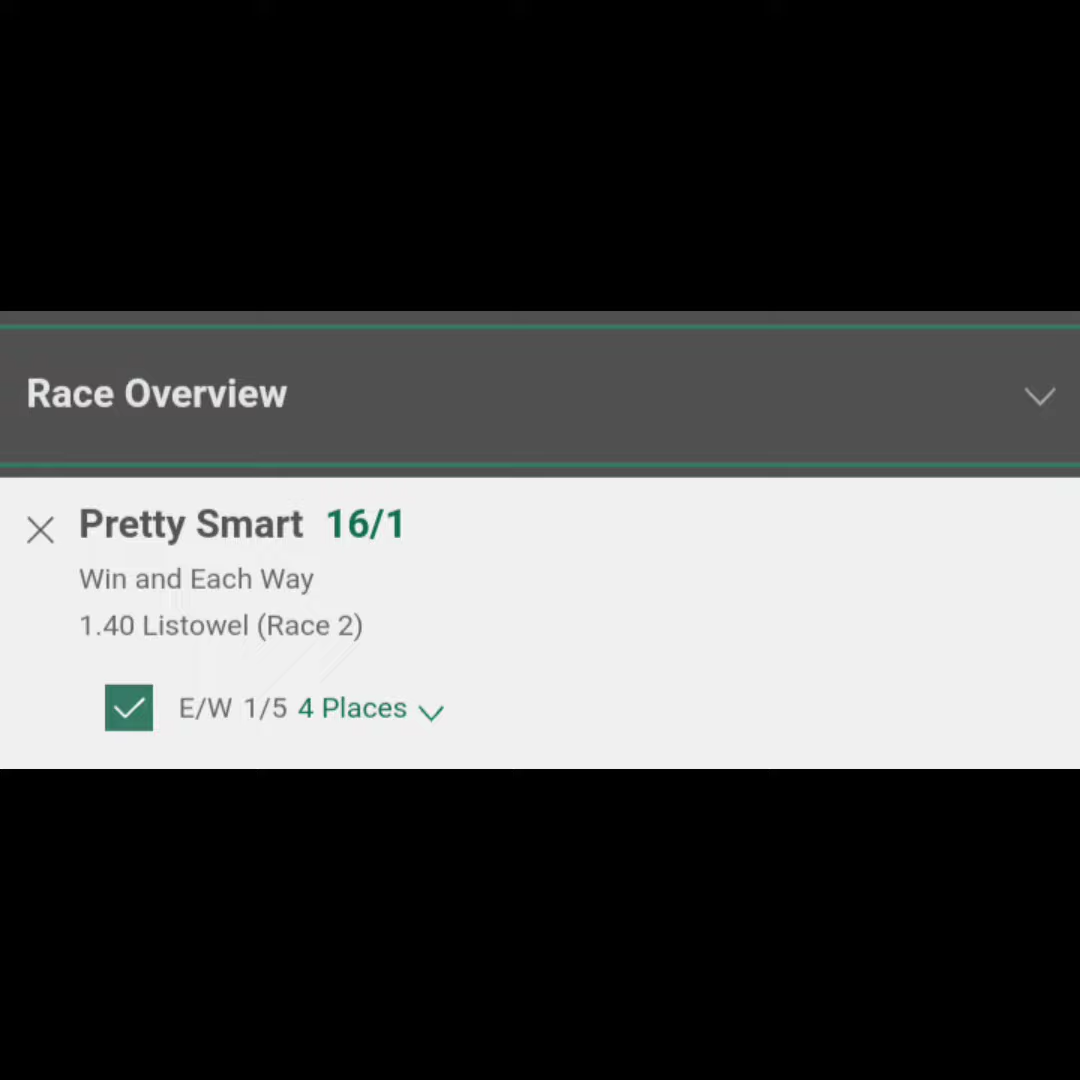 Race Overview
Pretty Smart 16/1
Win and Each Way
1.40 Listowel (Race 2)
E/W 1/5 4 Places